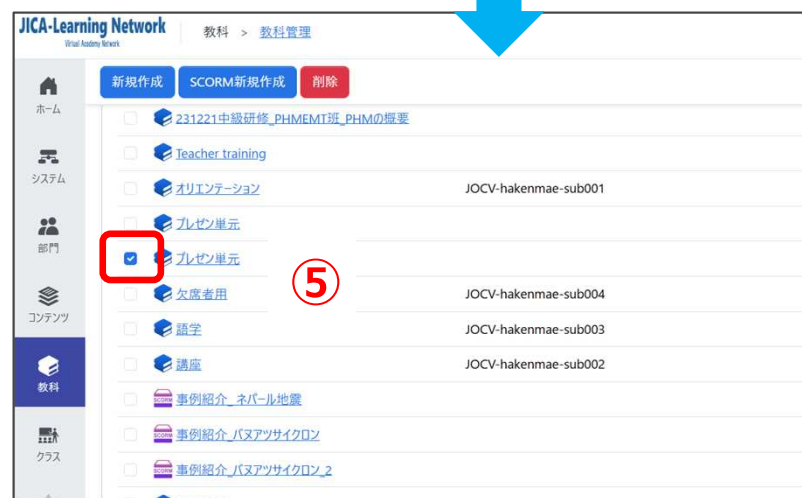 JICA-Learning Network
Virtual Academy Network
教科 > 教科管理
新規作成 SCORM新規作成 削除
ホーム
231221中級研修_PHMEMT班_PHMの概要
Teacher training
システム
オリエンテーション JOCV-hakenmae-sub001
プレゼン単元
部門
プレゼン単元
⑤
欠席者用 JOCV-hakenmae-sub004
コンテンツ
語学 JOCV-hakenmae-sub003
講座 JOCV-hakenmae-sub002
教科
SCORM 事例紹介_ネパール地震
SCORM 事例紹介_バヌアツサイクロン
クラス
SCORM 事例紹介_バヌアツサイクロン_2